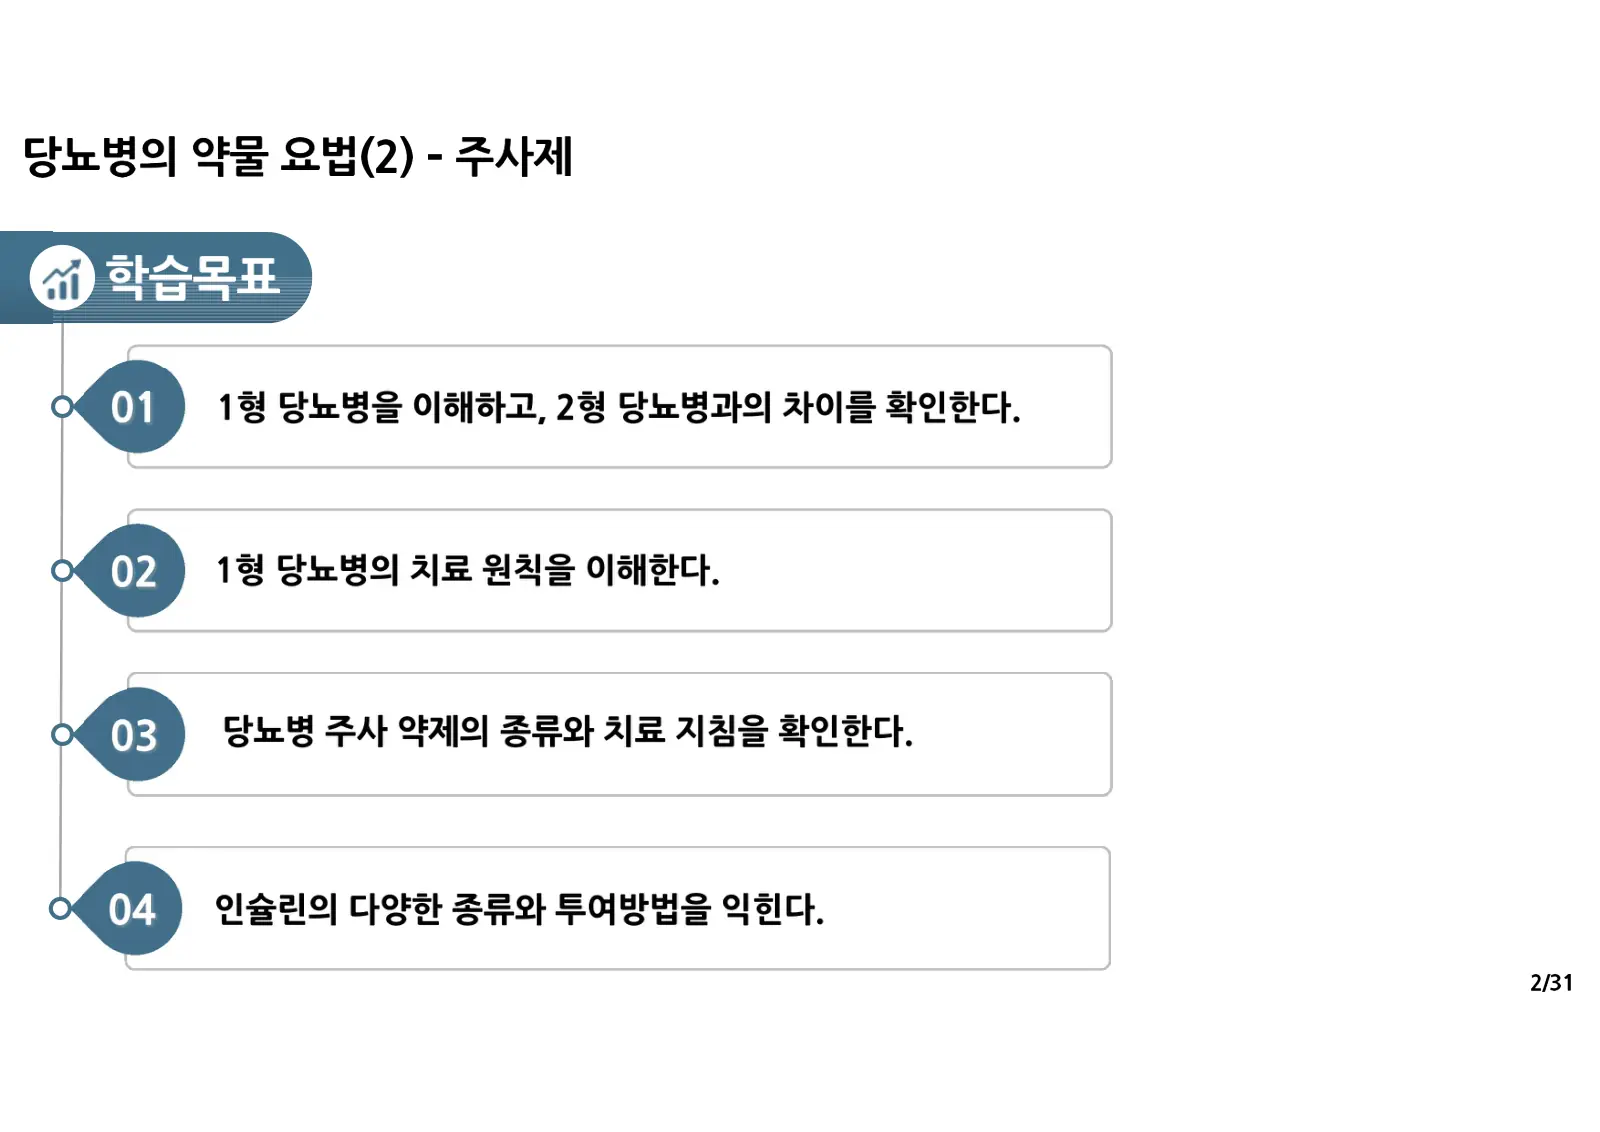 당뇨병의 약물 요법(2) - 주사제
학습목표
01
1형 당뇨병을 이해하고, 2형 당뇨병과의 차이를 확인한다.
02
1형 당뇨병의 치료 원칙을 이해한다.
03
당뇨병 주사 약제의 종류와 치료 지침을 확인한다.
04
인슐린의 다양한 종류와 투여방법을 익힌다.
2/31